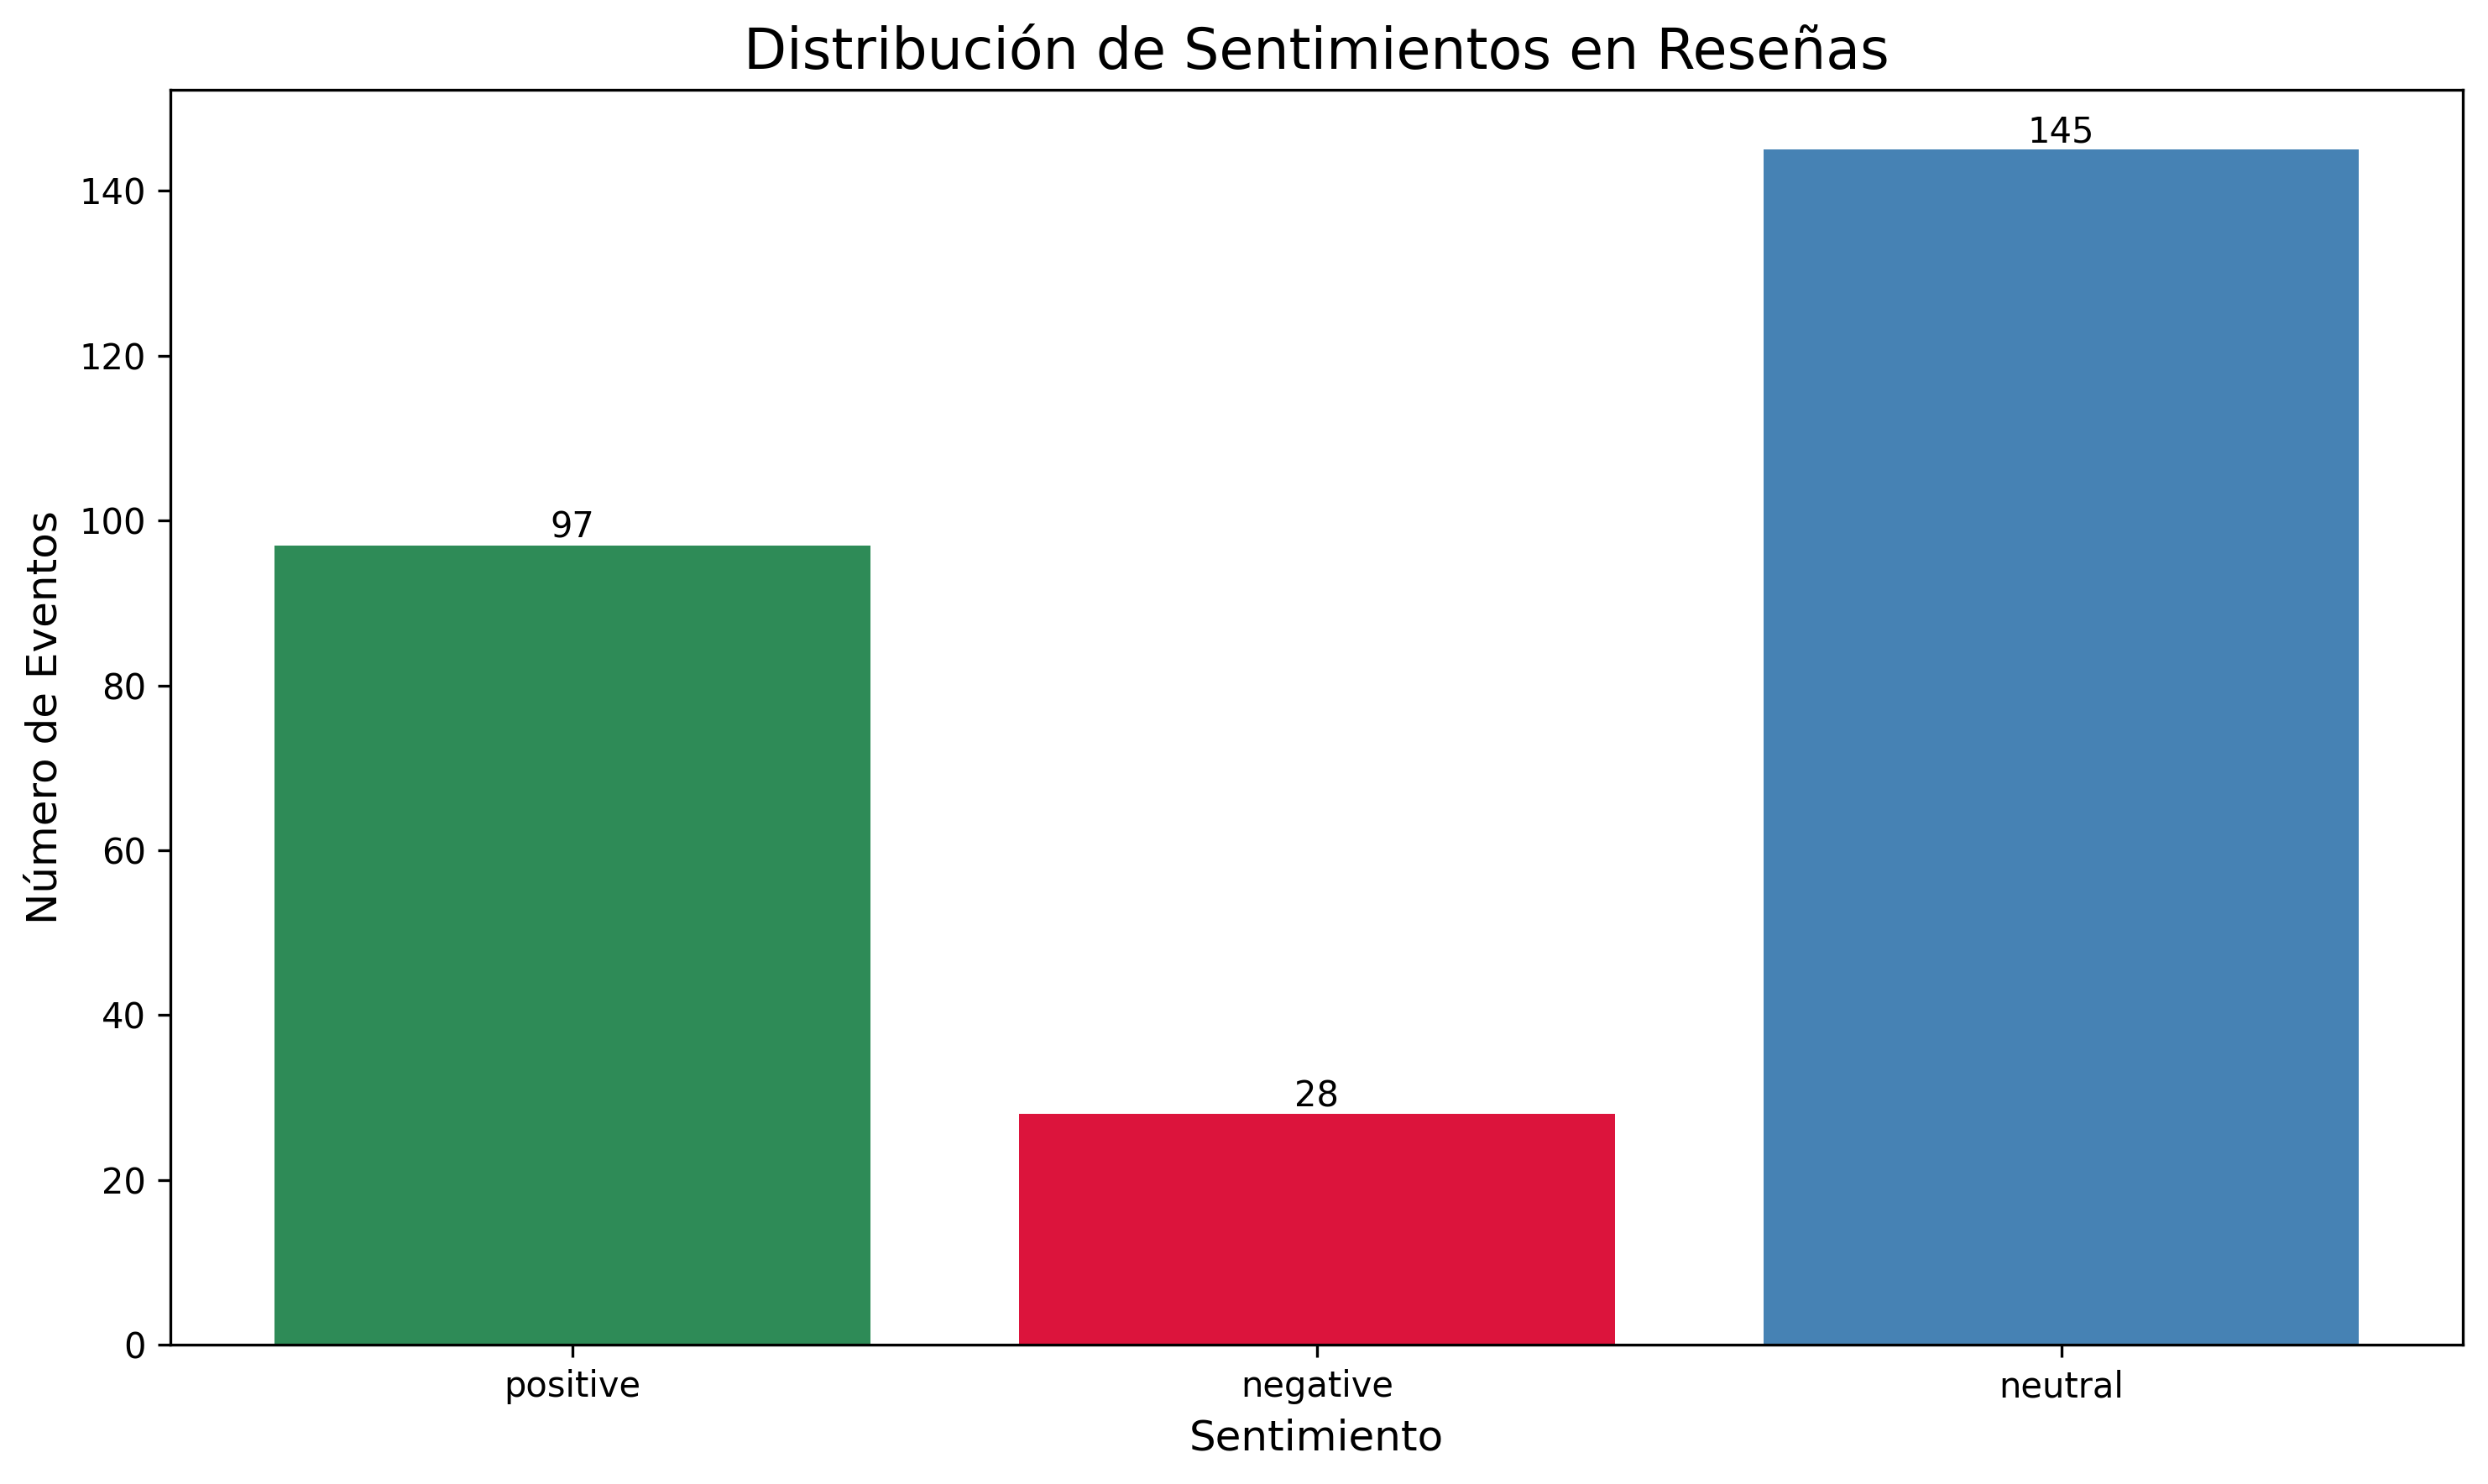 Distribución de Sentimientos en Reseñas
Número de Eventos
140
120
100
80
60
40
20
0
97
28
145
positive
negative
neutral
Sentimiento